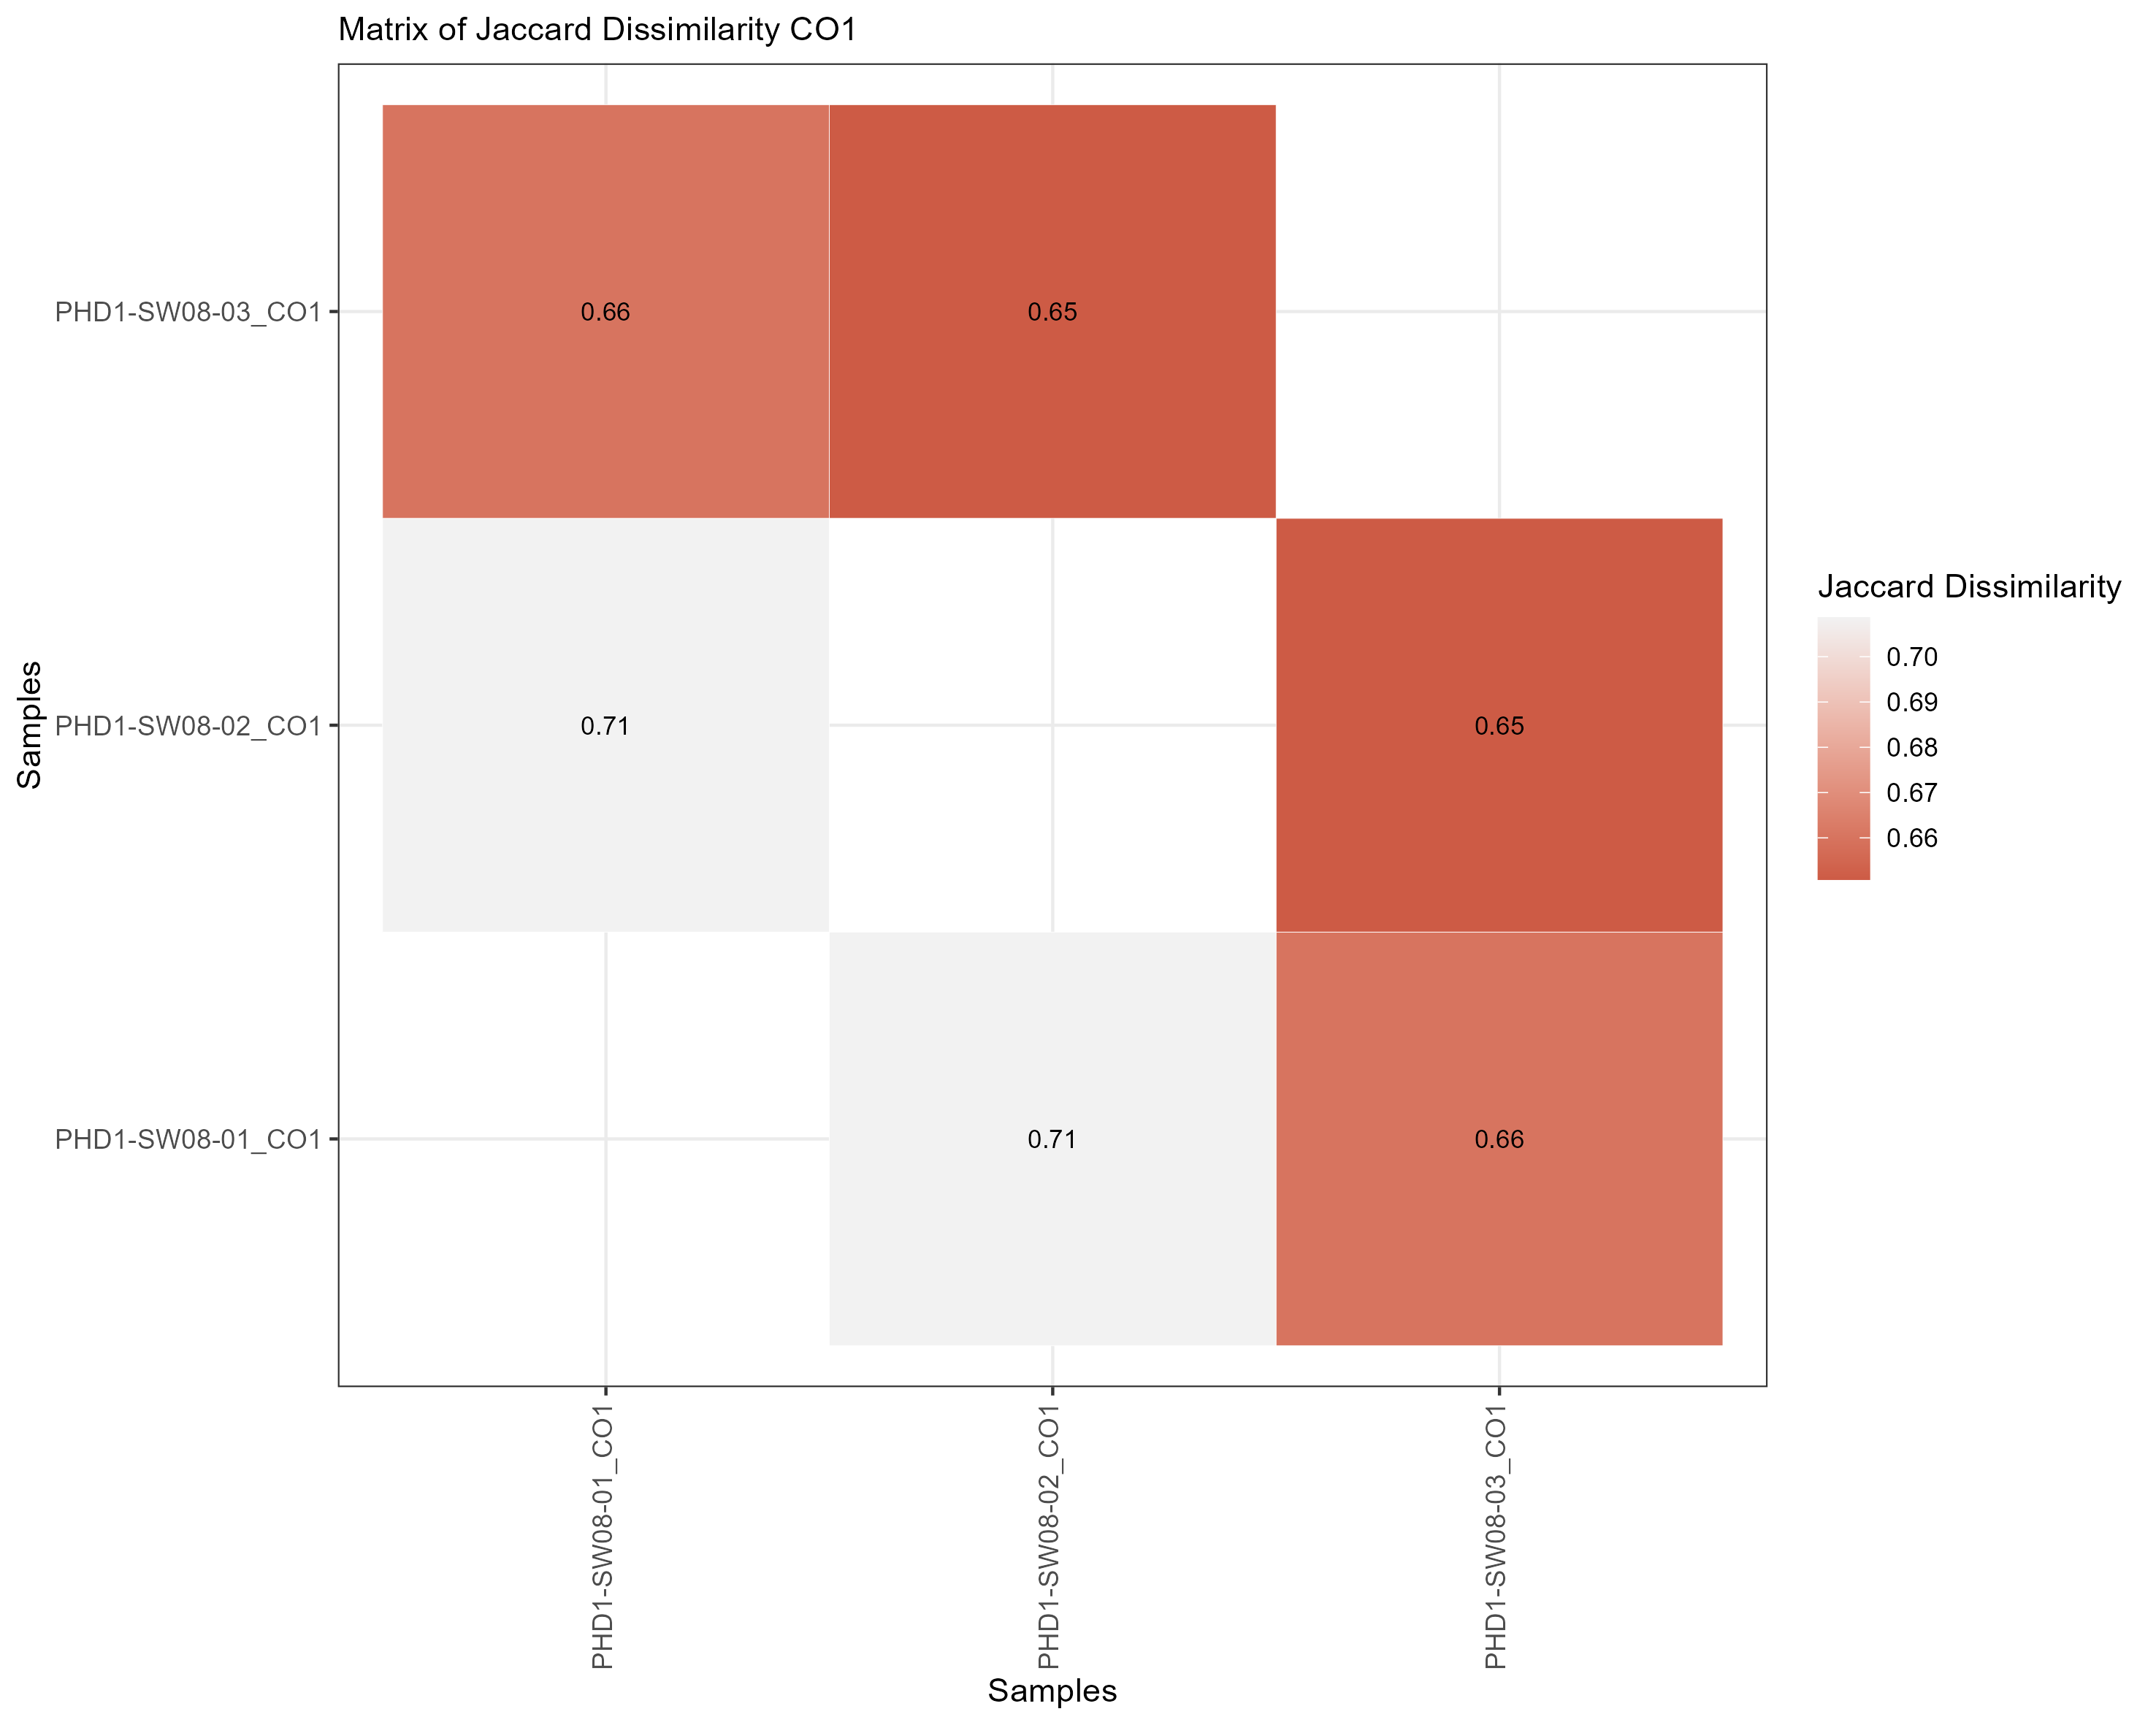 Matrix of Jaccard Dissimilarity CO1
Samples
PHD1-SW08-03_CO1
0.66
0.65
PHD1-SW08-02_CO1
0.71
0.65
PHD1-SW08-01_CO1
0.71
0.66
PHD1-SW08-01_CO1
PHD1-SW08-02_CO1
PHD1-SW08-03_CO1
Samples
Jaccard Dissimilarity
0.70
0.69
0.68
0.67
0.66